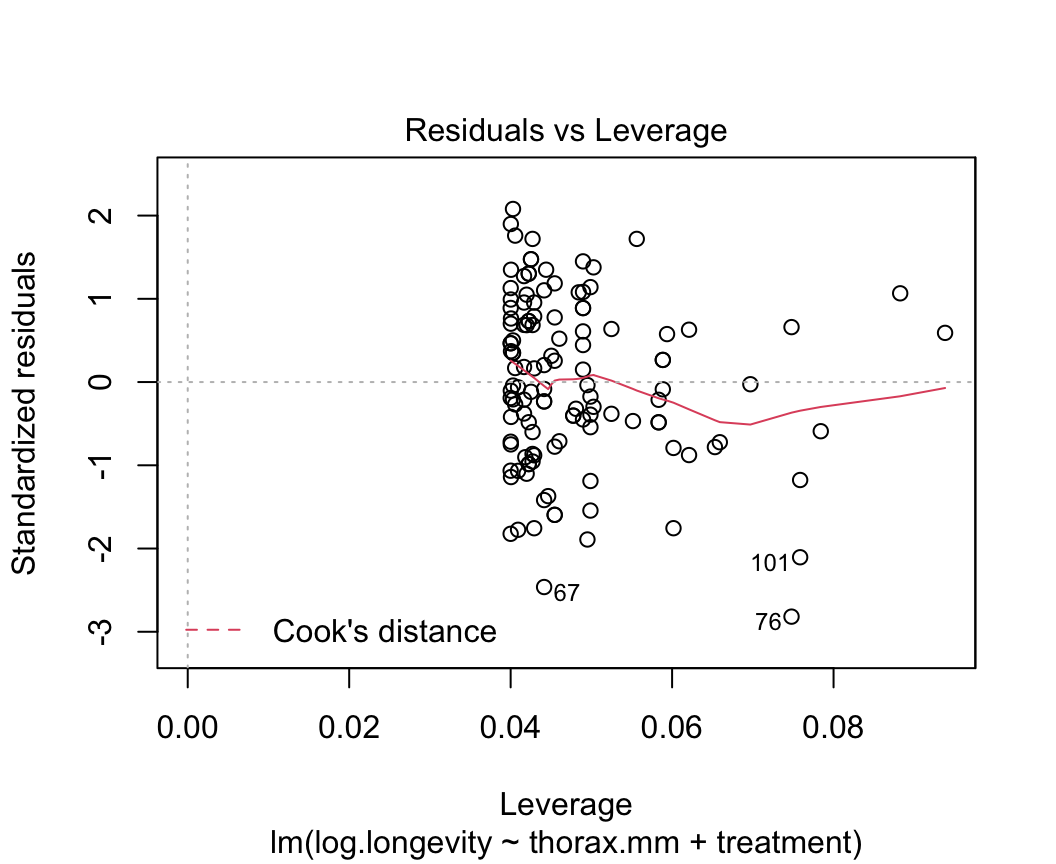 Residuals vs Leverage
Standardized residuals
2
1
0
-1
-2
-3
101
67
76
Cook's distance
0.00 0.02 0.04 0.06 0.08
Leverage
lm(log.longevity ~ thorax.mm + treatment)